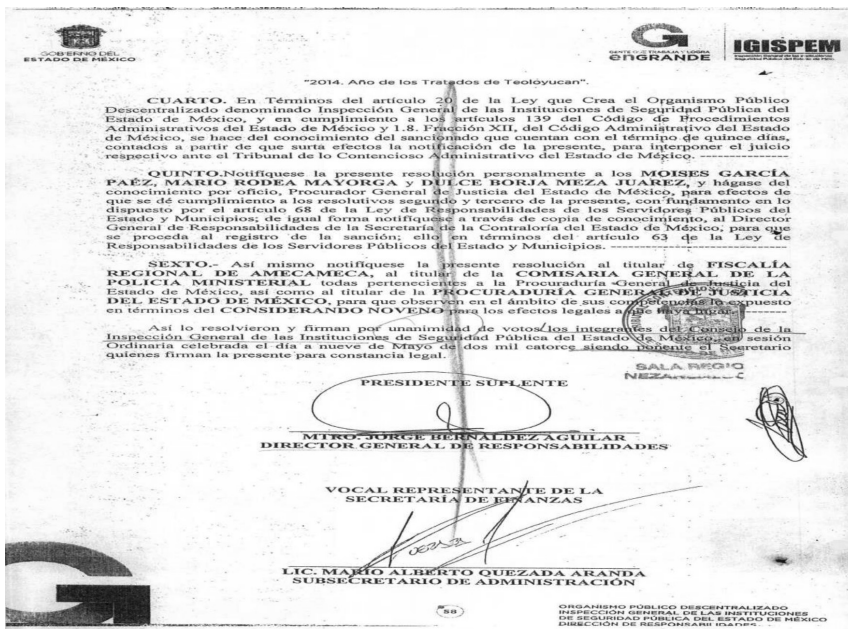 GOBIERNO DEL
ESTADO DE MÉXICO
GENTE QUE TRABAJA Y LOGRA
enGRANDE
IGISPEM
"2014. Año de los Tratados de Teolóyucan".
CUARTO. En Términos del artículo 20 de la Ley que Crea el Organismo Público
Descentralizado denominado Inspección General de las Instituciones de Seguridad Pública del
Estado de México, y en cumplimiento a los artículos 139 del Código de Procedimientos
Administrativos del Estado de México y 1.8. Fracción XII, del Código Administrativo del Estado
de México, se hace del conocimiento del sancionado que cuentan con el término de quince días,
contados a partir de que surta efectos la notificación de la presente, para interponer el juicio
respectivo ante el Tribunal de lo Contencioso Administrativo del Estado de México. -------------
QUINTO.Notifíquese la presente resolución personalmente a los MOISES GARCÍA
PAÉZ, MARIO RODEA MAYORGA y DULCE BORJA MEZA JUAREZ, y hágase del
conocimiento por oficio, Procurador General de Justicia del Estado de México, para efectos de
que se dé cumplimiento a los resolutivos segundo y tercero de la presente, con fundamento en lo
dispuesto por el artículo 68 de la Ley de Responsabilidades de los Servidores Públicos del
Estado y Municipios; de igual forma notifíquese a través de copia de conocimiento, al Director
General de Responsabilidades de la Secretaría de la Contraloría del Estado de México, para que
se proceda al registro de la sanción; ello en términos del artículo 63 de la Ley de
Responsabilidades de los Servidores Públicos del Estado y Municipios. -------------------------
SEXTO.- Así mismo notifíquese la presente resolución al titular de FISCALÍA
REGIONAL DE AMECAMECA, al titular de la COMISARIA GENERAL DE LA
POLICIA MINISTERIAL todas pertenecientes a la Procuraduría General de Justicia del
Estado de México, así como al titular de la PROCURADURÍA GENERAL DE JUSTICIA
DEL ESTADO DE MÉXICO, para que observen en el ámbito de sus competencias lo expuesto
en términos del CONSIDERANDO NOVENO para los efectos legales a que haya lugar. --------
Así lo resolvieron y firman por unanimidad de votos los integrantes del Consejo de la
Inspección General de las Instituciones de Seguridad Pública del Estado de México, en sesión
Ordinaria celebrada el día a nueve de Mayo de dos mil catorce siendo ponente el Secretario
quienes firman la presente para constancia legal.
SALA REGIO
PRESIDENTE SUPLENTE
MTRO. JORGE BERNALDEZ AGUILAR
DIRECTOR GENERAL DE RESPONSABILIDADES
VOCAL REPRESENTANTE DE LA
SECRETARÍA DE FINANZAS
LIC. MARIO ALBERTO QUEZADA ARANDA
SUBSECRETARIO DE ADMINISTRACIÓN
58
ORGANISMO PÚBLICO DESCENTRALIZADO
INSPECCIÓN GENERAL DE LAS INSTITUCIONES
DE SEGURIDAD PÚBLICA DEL ESTADO DE MÉXICO
DIRECCIÓN DE RESPONSABILIDADES